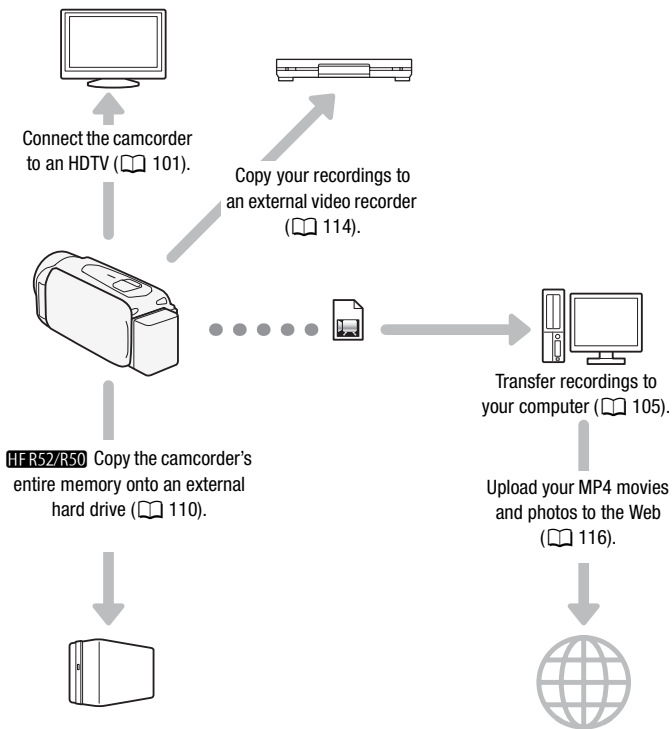 Connect the camcorder
to an HDTV (📖 101).
Copy your recordings to
an external video recorder
(📖 114).
Transfer recordings to
your computer (📖 105).
HF R52/R50 Copy the camcorder's
entire memory onto an external
hard drive (📖 110).
Upload your MP4 movies
and photos to the Web
(📖 116).